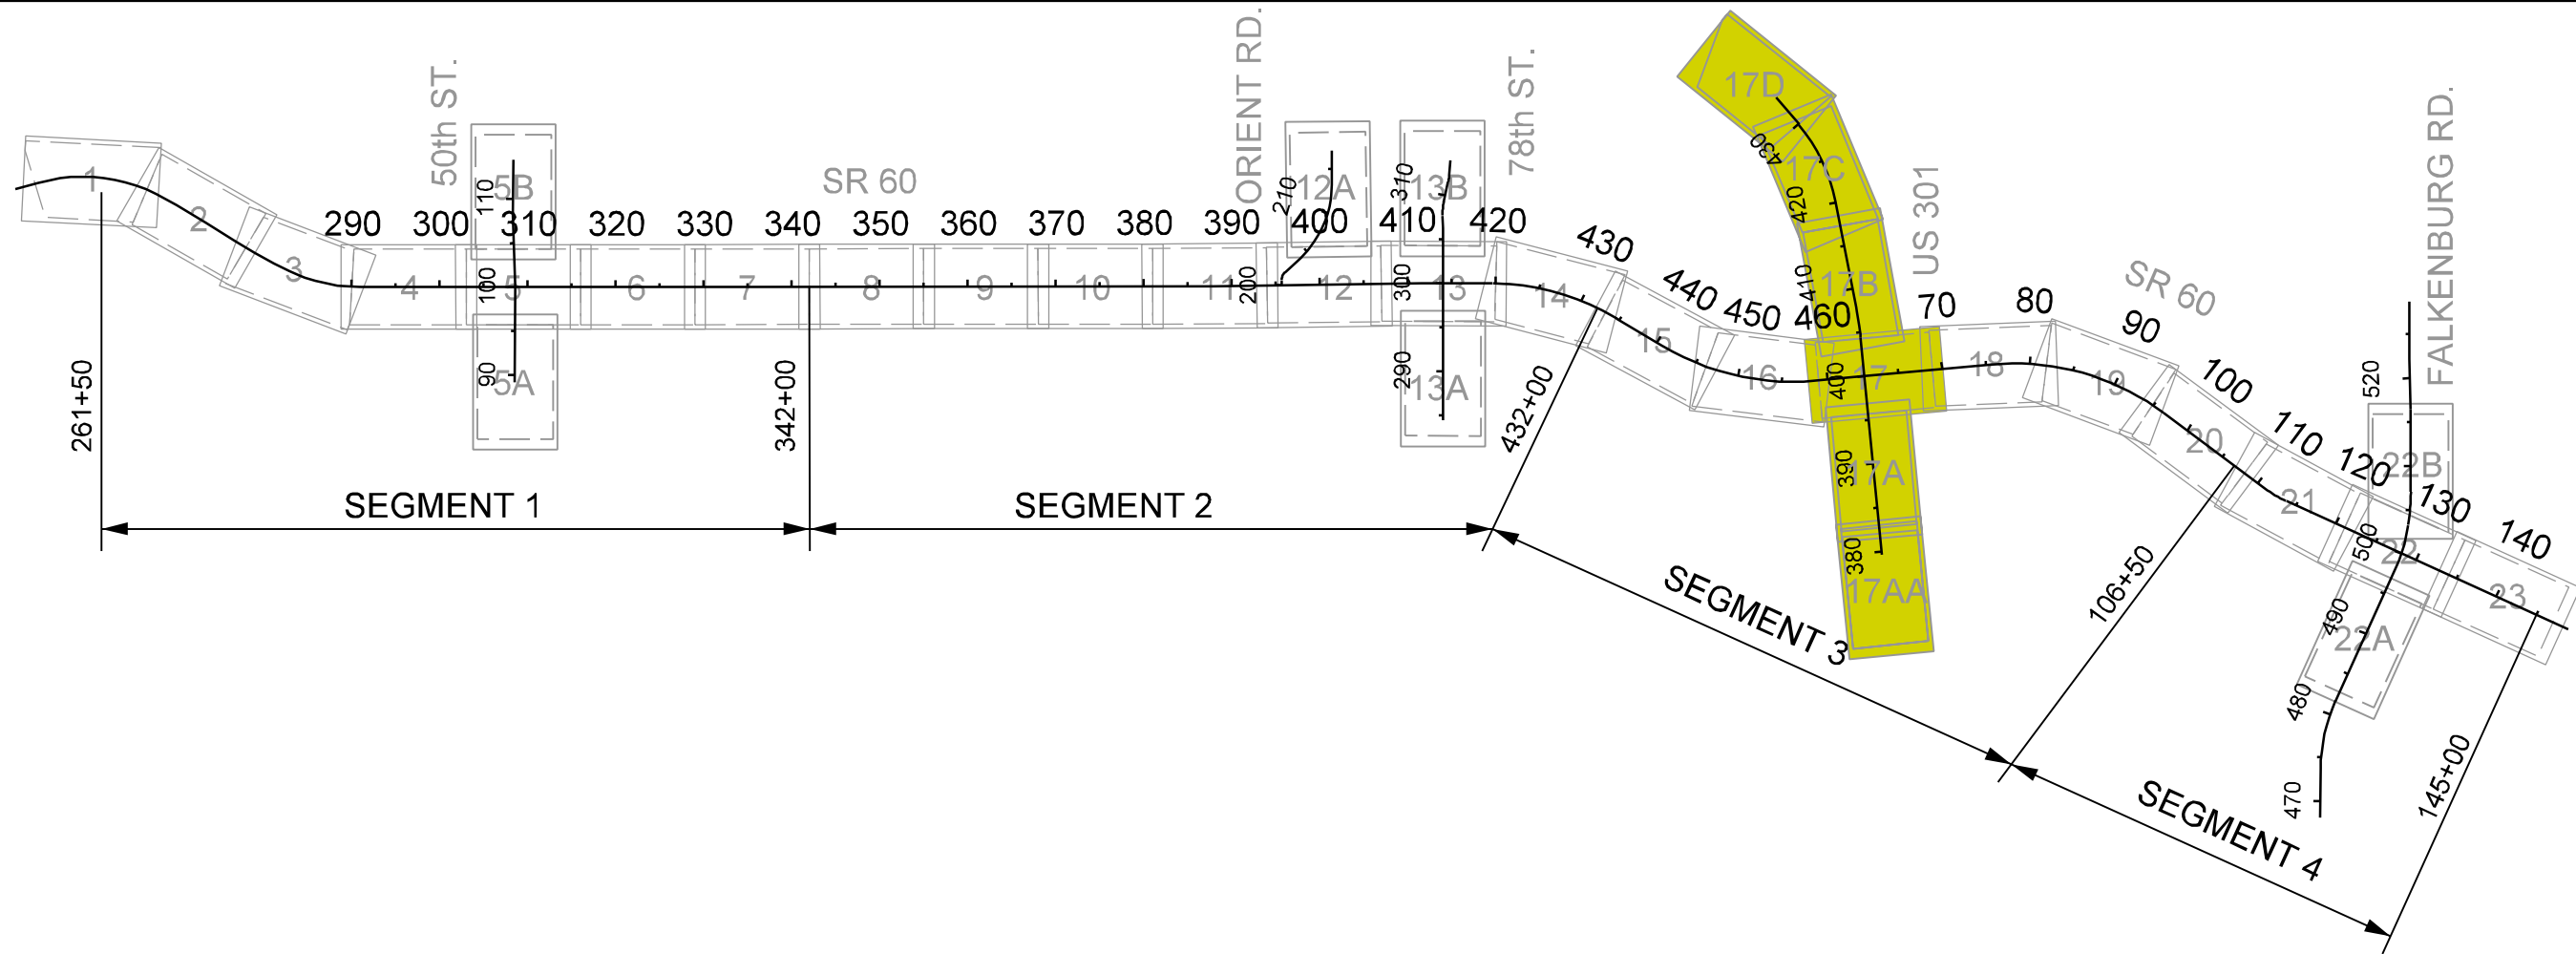 50th ST.
SR 60
ORIENT RD.
78th ST.
US 301
SR 60
FALKENBURG RD.
290 300 310 320 330 340 350 360 370 380 390 400 410 420 430 440 450 460 70 80 90 100 110 120 130 140
1 2 3 4 5 6 7 8 9 10 11 12 13 14 15 16 17 18 19 20 21 22 23
5B
5A
110
100
90
12A
210
200
13B
13A
310
300
290
17D
17C
17B
17A
17AA
430
420
410
400
390
380
22B
22A
520
500
490
480
470
261+50
342+00
432+00
106+50
145+00
SEGMENT 1
SEGMENT 2
SEGMENT 3
SEGMENT 4